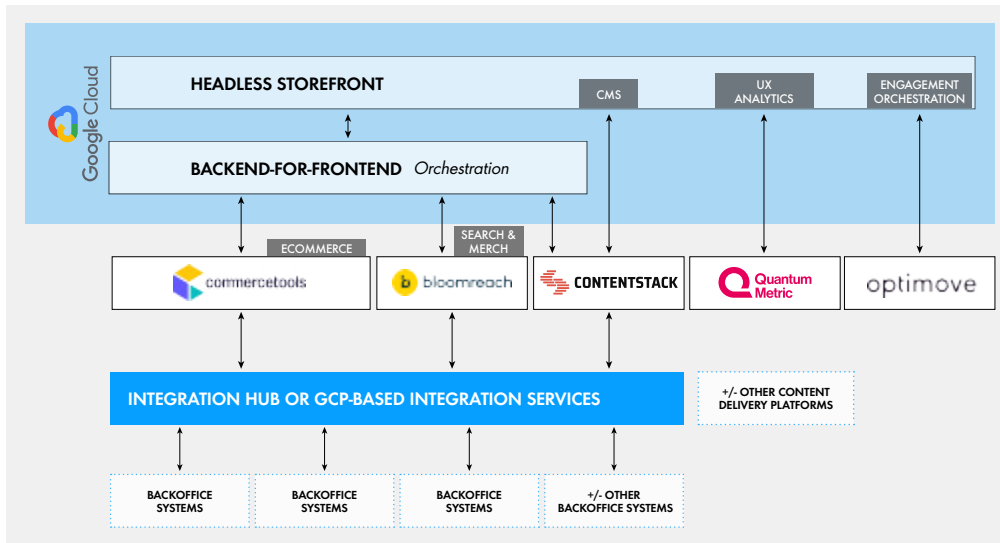 HEADLESS STOREFRONT
CMS
UX
ANALYTICS
ENGAGEMENT
ORCHESTRATION
Google Cloud
BACKEND-FOR-FRONTEND Orchestration
ECOMMERCE
SEARCH &
MERCH
commercetools
b bloomreach
CONTENTSTACK
Quantum
Metric
optimove
INTEGRATION HUB OR GCP-BASED INTEGRATION SERVICES
+/- OTHER CONTENT
DELIVERY PLATFORMS
BACKOFFICE
SYSTEMS
BACKOFFICE
SYSTEMS
BACKOFFICE
SYSTEMS
+/- OTHER
BACKOFFICE SYSTEMS